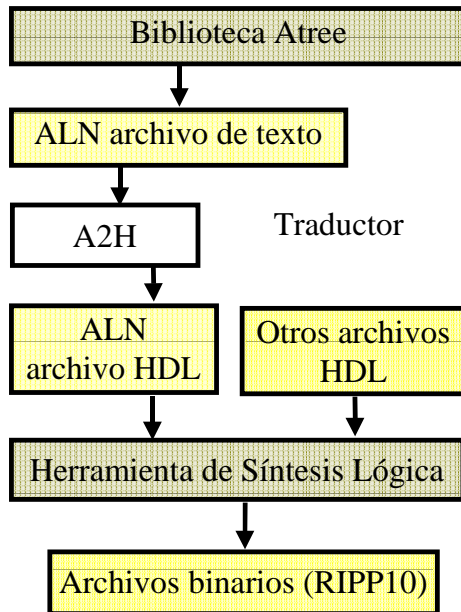 Biblioteca Atree
ALN archivo de texto
A2H
Traductor
ALN
archivo HDL
Otros archivos
HDL
Herramienta de Síntesis Lógica
Archivos binarios (RIPP10)